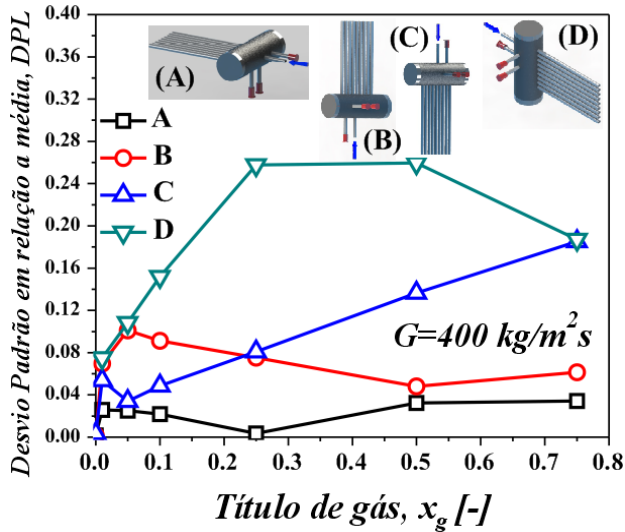 Desvio Padrão em relação a média, DPL
0.40
0.36
0.32
0.28
0.24
0.20
0.16
0.12
0.08
0.04
0.00
(A)
(B)
(C)
(D)
A
B
C
D
G=400 kg/m²s
0.0 0.1 0.2 0.3 0.4 0.5 0.6 0.7 0.8
Título de gás, xg [-]